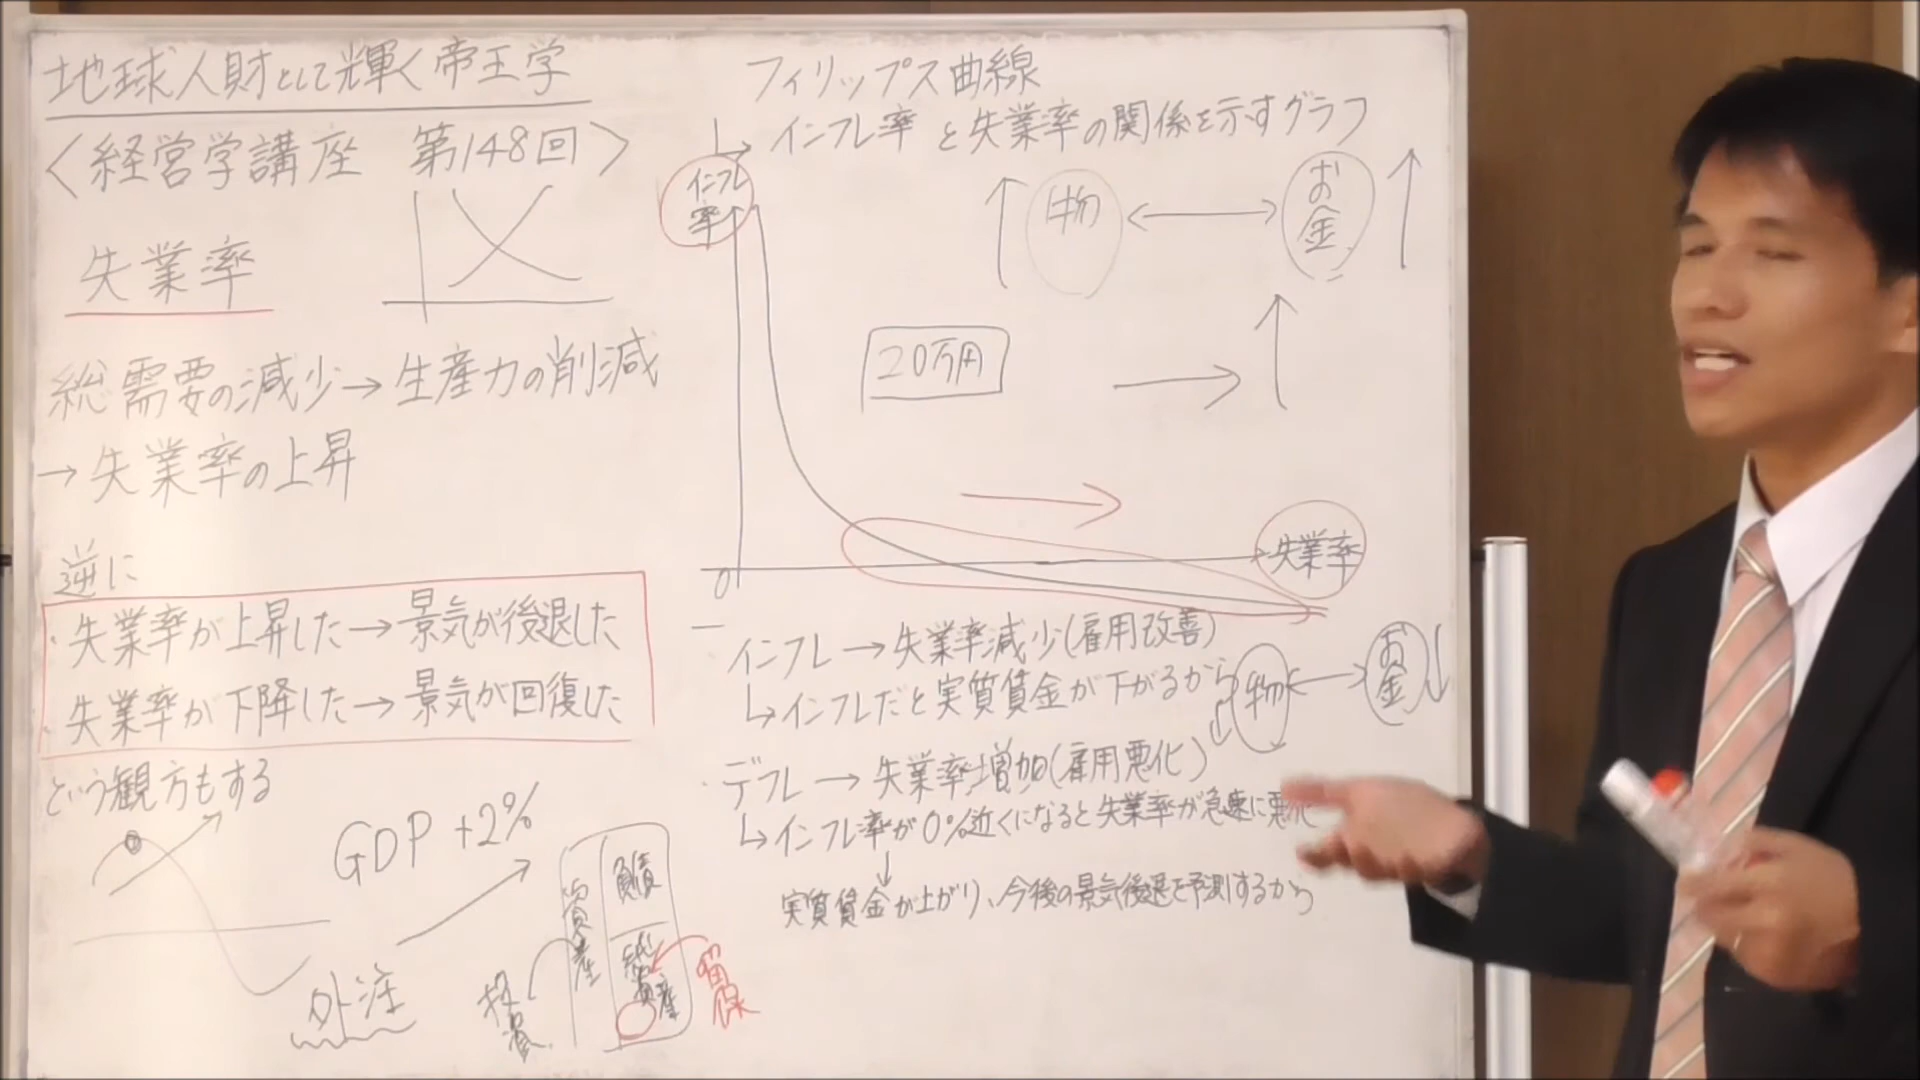 地球人財として輝く帝王学
〈経営学講座 第148回〉
失業率
総需要の減少→生産力の削減
→失業率の上昇
逆に
・失業率が上昇した→景気が後退した
・失業率が下降した→景気が回復した
という観方もする
GDP +2%
外注
投資
資産
負債
純資産
留保
フィリップス曲線
↳インフレ率と失業率の関係を示すグラフ
インフレ率
↑ 物 ↔ お金 ↑
20万円 → ↑
失業率
0
インフレ→失業率減少(雇用改善)
↳インフレだと実質賃金が下がるから
物 ↔ お金 ↓
・デフレ→失業率増加(雇用悪化)
↳インフレ率が0%近くになると失業率が急速に悪化
↓
実質賃金が上がり、今後の景気後退を予測するから